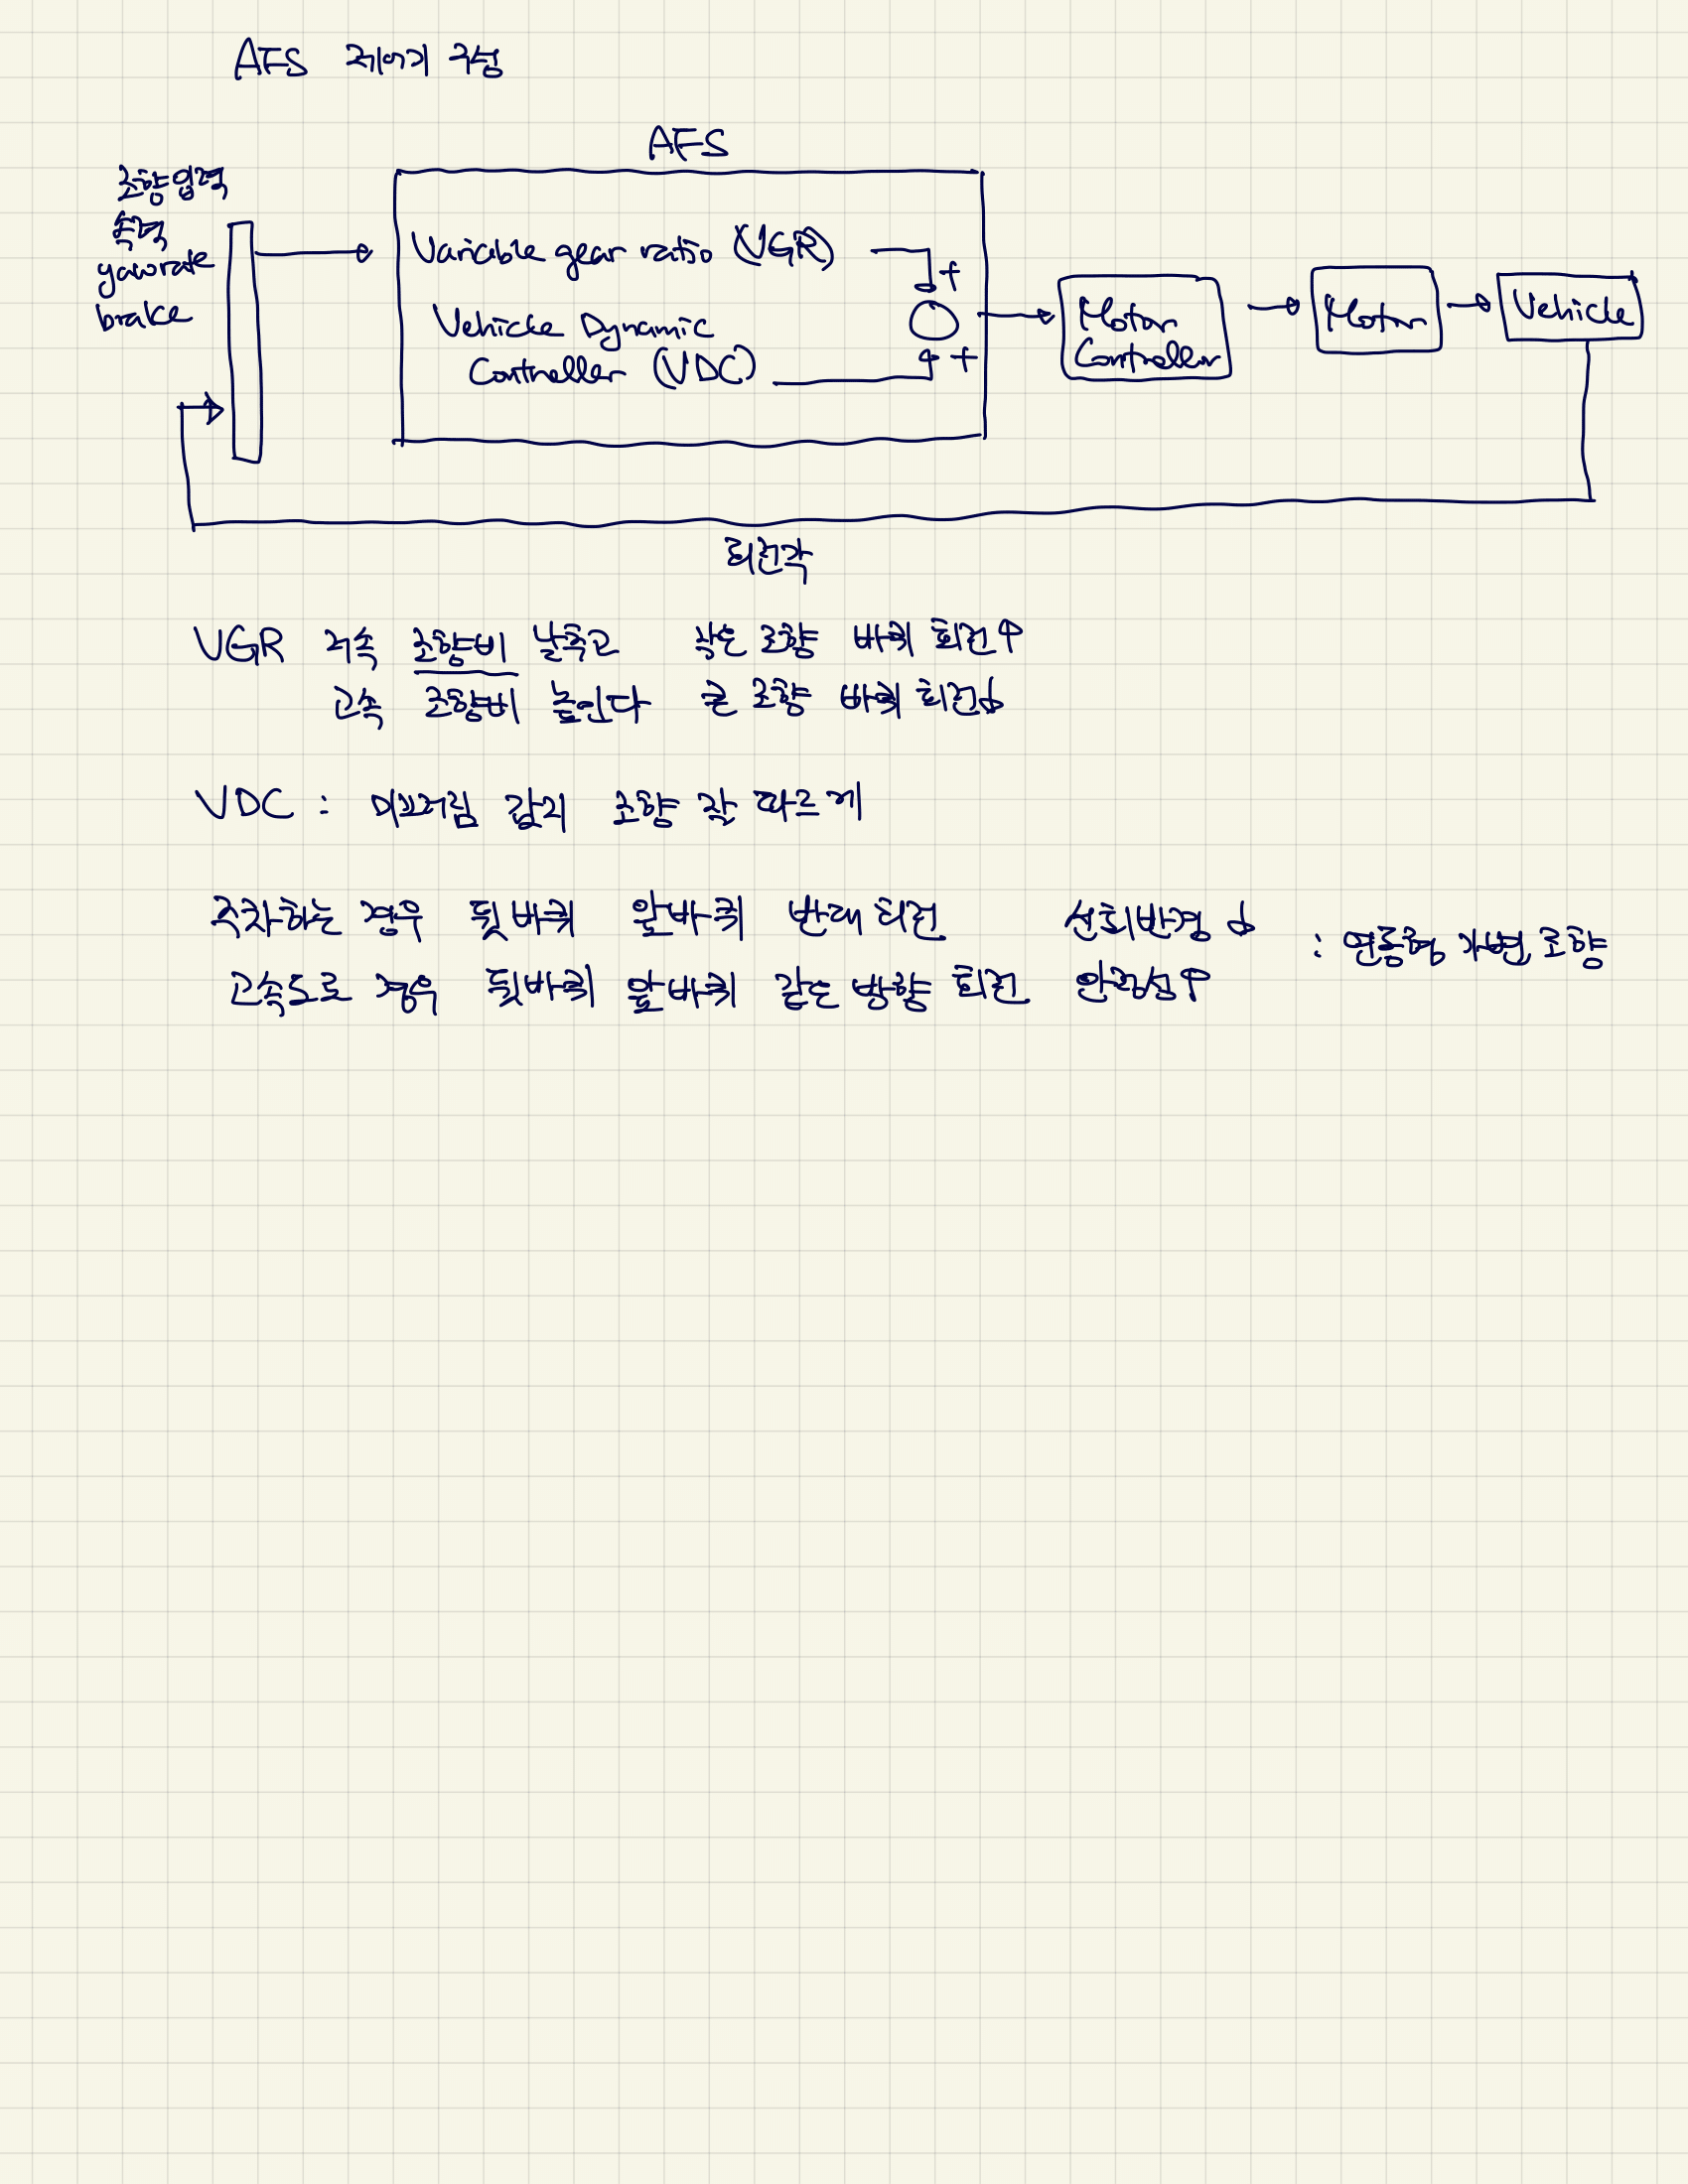 AFS 제어기 구성
AFS
조향입력
속력
yawrate
brake
Variable gear ratio (VGR)
+
Vehicle Dynamic
Controller (VDC)
+
Motor
Controller
Motor
Vehicle
회전각
VGR 저속 조향비 낮추고 작은 조향 바퀴 회전↑
고속 조향비 높인다 큰 조향 바퀴 회전↓
VDC : 미끄러짐 감지 조향 각 따르게
주차하는 경우 뒷바퀴 앞바퀴 반대 회전 선회반경 ↓ : 연동형 가변 조향
고속도로 경우 뒷바퀴 앞바퀴 같은 방향 회전 안정성↑